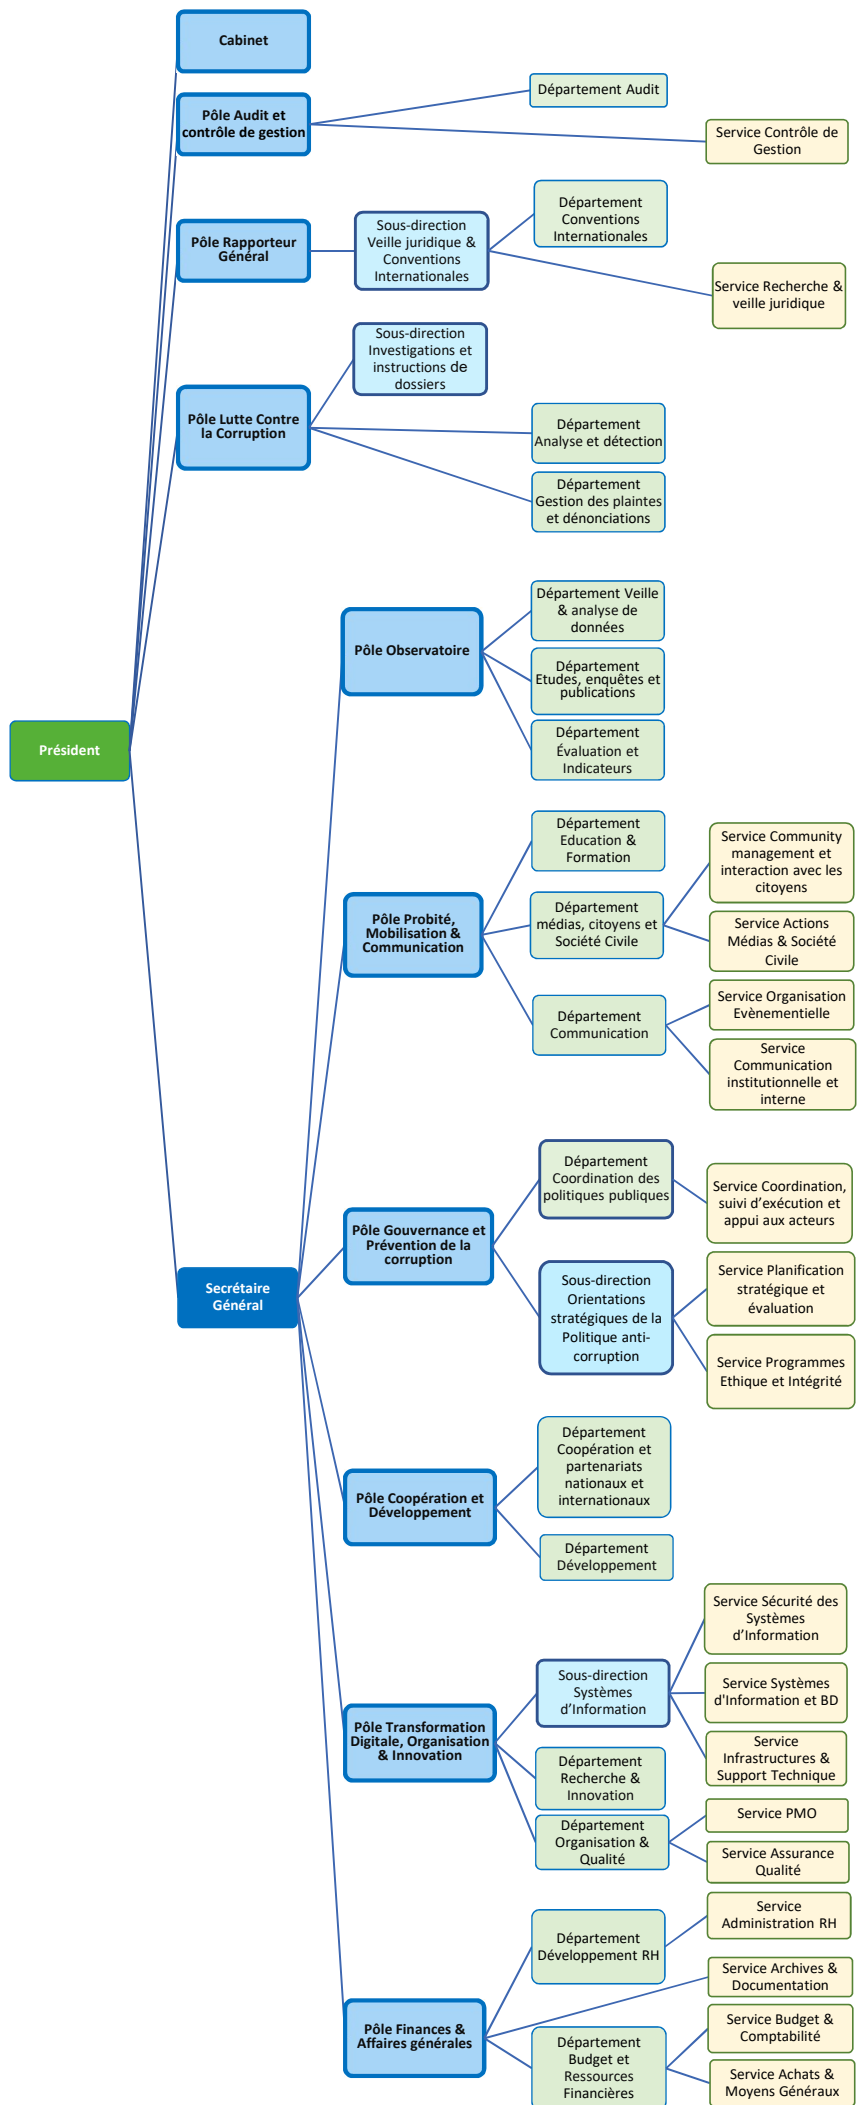 Cabinet
Pôle Audit et
contrôle de gestion
Département Audit
Service Contrôle de
Gestion
Pôle Rapporteur
Général
Sous-direction
Veille juridique &
Conventions
Internationales
Département
Conventions
Internationales
Service Recherche &
veille juridique
Pôle Lutte Contre
la Corruption
Sous-direction
Investigations et
instructions de
dossiers
Département
Analyse et détection
Département
Gestion des plaintes
et dénonciations
Président
Secrétaire
Général
Pôle Observatoire
Département Veille
& analyse de
données
Département
Etudes, enquêtes et
publications
Département
Évaluation et
Indicateurs
Pôle Probité,
Mobilisation &
Communication
Département
Education &
Formation
Département
médias, citoyens et
Société Civile
Service Community
management et
interaction avec les
citoyens
Service Actions
Médias & Société
Civile
Département
Communication
Service Organisation
Evènementielle
Service
Communication
institutionnelle et
interne
Pôle Gouvernance et
Prévention de la
corruption
Département
Coordination des
politiques publiques
Service Coordination,
suivi d’exécution et
appui aux acteurs
Sous-direction
Orientations
stratégiques de la
Politique anti-
corruption
Service Planification
stratégique et
évaluation
Service Programmes
Ethique et Intégrité
Pôle Coopération et
Développement
Département
Coopération et
partenariats
nationaux et
internationaux
Département
Développement
Pôle Transformation
Digitale, Organisation
& Innovation
Sous-direction
Systèmes
d’Information
Service Sécurité des
Systèmes
d’Information
Service Systèmes
d'Information et BD
Service
Infrastructures &
Support Technique
Département
Recherche &
Innovation
Département
Organisation &
Qualité
Service PMO
Service Assurance
Qualité
Pôle Finances &
Affaires générales
Département
Développement RH
Service
Administration RH
Service Archives &
Documentation
Département
Budget et
Ressources
Financières
Service Budget &
Comptabilité
Service Achats &
Moyens Généraux